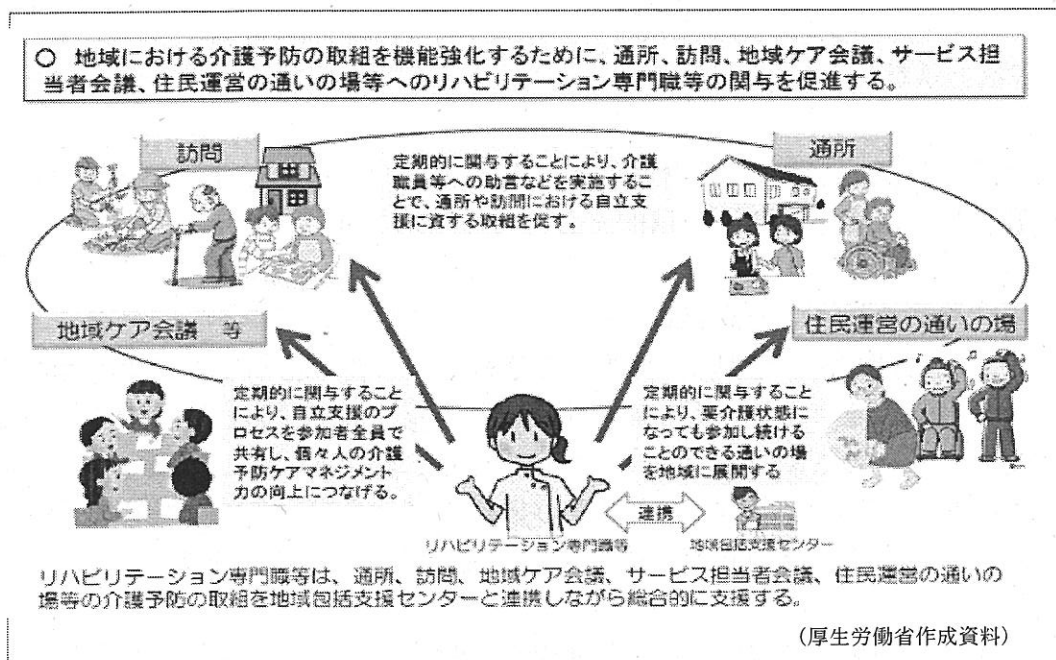 ○ 地域における介護予防の取組を機能強化するために、通所、訪問、地域ケア会議、サービス担
当者会議、住民運営の通いの場等へのリハビリテーション専門職等の関与を促進する。
訪問
通所
定期的に関与することにより、介護
職員等への助言などを実施するこ
とで、通所や訪問における自立支
援に資する取組を促す。
地域ケア会議 等
住民運営の通いの場
定期的に関与すること
により、自立支援のプ
ロセスを参加者全員で
共有し、個々人の介護
予防ケアマネジメント
力の向上につなげる。
定期的に関与すること
により、要介護状態に
なっても参加し続ける
ことのできる通いの場
を地域に展開する
連携
リハビリテーション専門職等
地域包括支援センター
リハビリテーション専門職等は、通所、訪問、地域ケア会議、サービス担当者会議、住民運営の通いの
場等の介護予防の取組を地域包括支援センターと連携しながら総合的に支援する。
(厚生労働省作成資料)